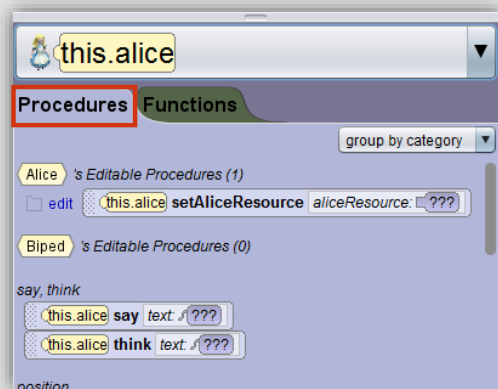 this.alice
Procedures Functions
group by category
Alice 's Editable Procedures (1)
edit this.alice setAliceResource aliceResource: ???
Biped 's Editable Procedures (0)
say, think
this.alice say text: ???
this.alice think text: ???
position